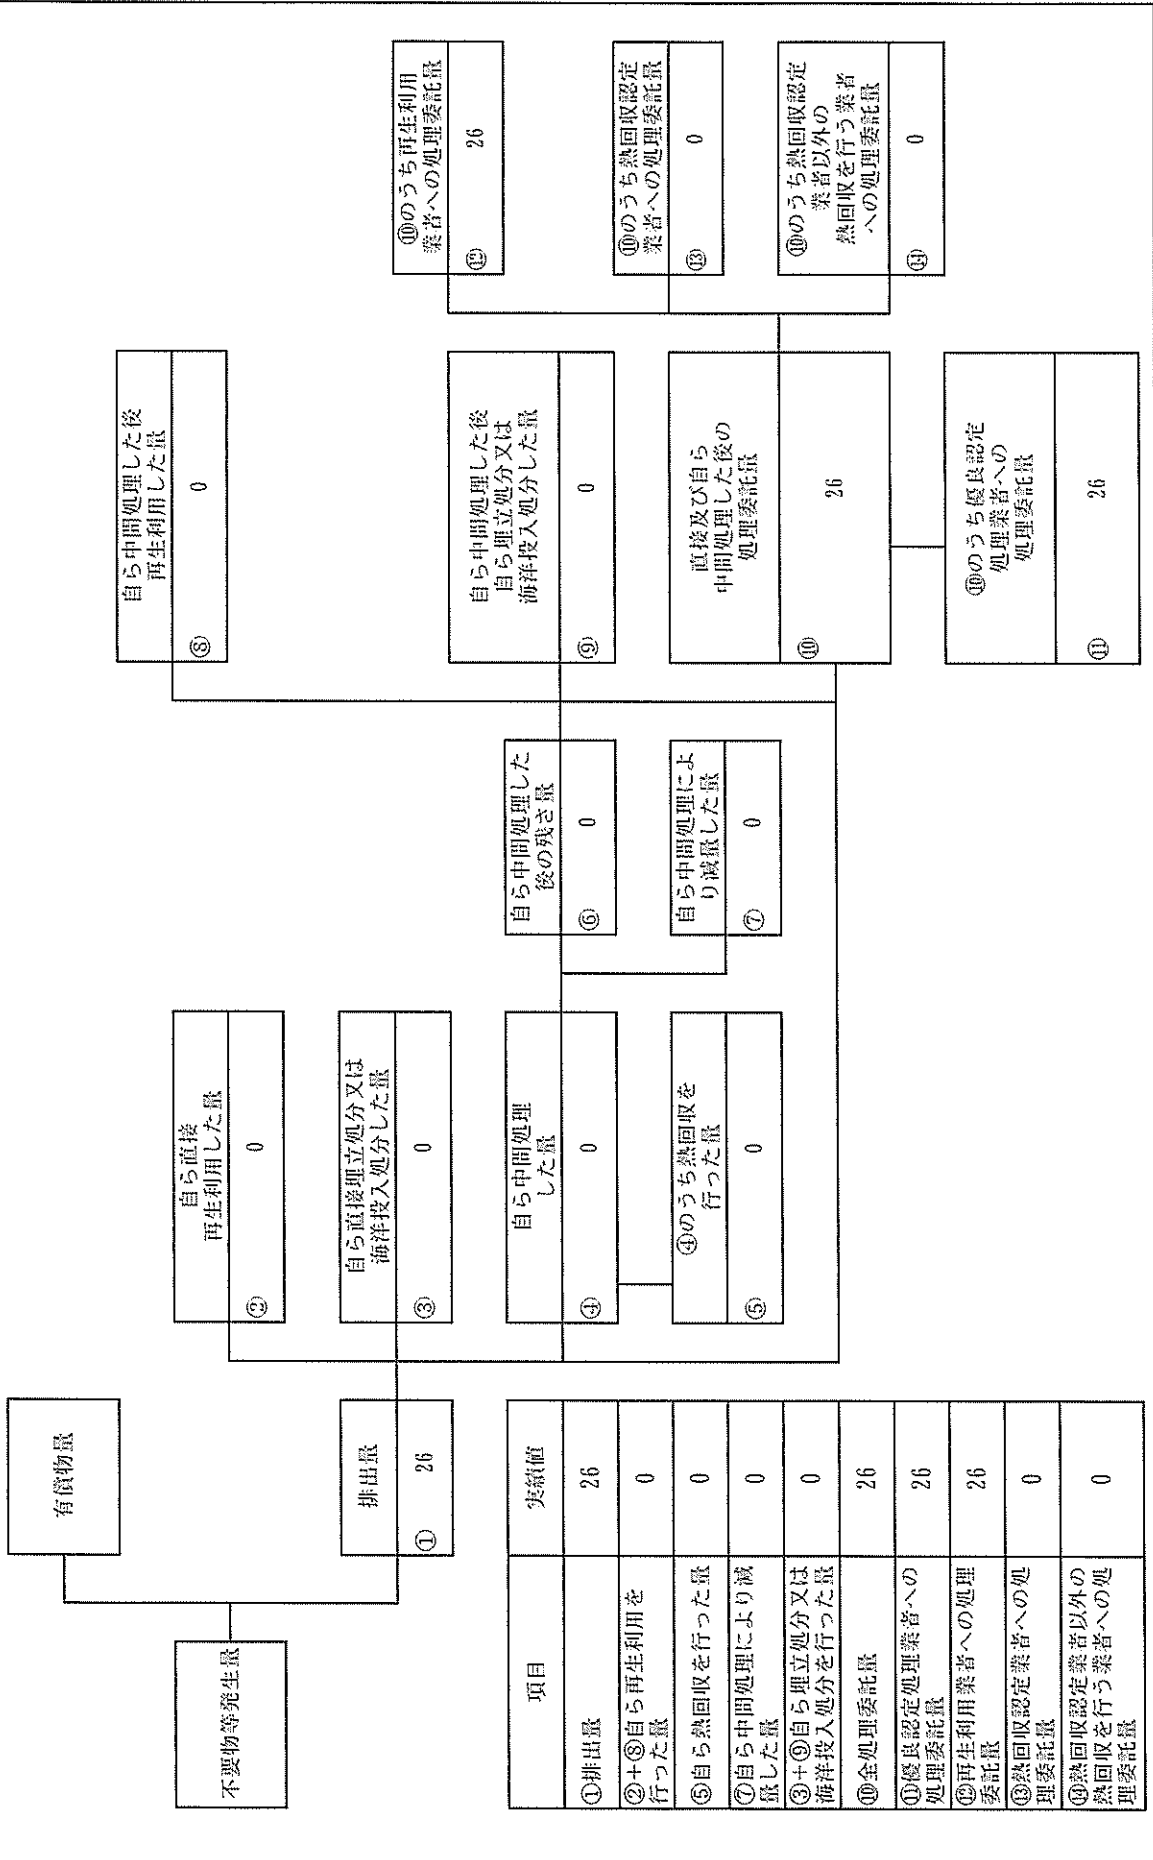 不要物等発生量
有償物量
排出量
① 26
自ら直接
再生利用した量
② 0
自ら直接埋立処分又は
海洋投入処分した量
③ 0
自ら中間処理
した量
④ 0
④のうち熱回収を
行った量
⑤ 0
自ら中間処理した
後の残さ量
⑥ 0
自ら中間処理によ
り減量した量
⑦ 0
自ら中間処理した後
再生利用した量
⑧ 0
自ら中間処理した後
自ら埋立処分又は
海洋投入処分した量
⑨ 0
直接及び自ら
中間処理した後の
処理委託量
⑩ 26
⑩のうち優良認定
処理業者への
処理委託量
⑪ 26
⑩のうち再生利用
業者への処理委託量
⑫ 26
⑩のうち熱回収認定
業者への処理委託量
⑬ 0
⑩のうち熱回収認定
業者以外の
熱回収を行う業者
への処理委託量
⑭ 0
項目 実績値
①排出量 26
②+⑧自ら再生利用を
行った量 0
⑤自ら熱回収を行った量 0
⑦自ら中間処理により減
量した量 0
③+⑨自ら埋立処分又は
海洋投入処分を行った量 0
⑩全処理委託量 26
⑪優良認定処理業者への
処理委託量 26
⑫再生利用業者への処理
委託量 26
⑬熱回収認定業者への処
理委託量 0
⑭熱回収認定業者以外の
熱回収を行う業者への処
理委託量 0